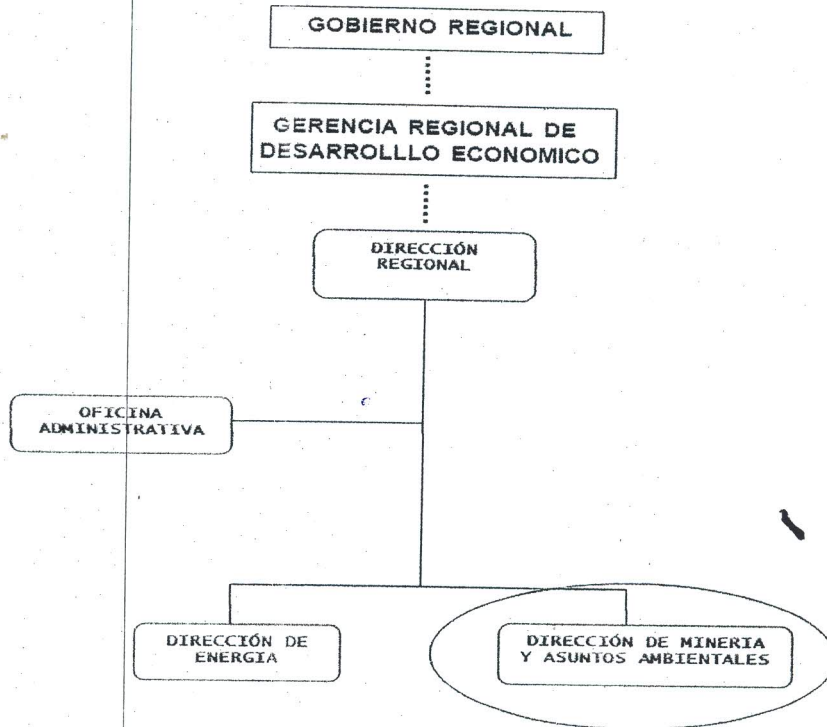 GOBIERNO REGIONAL
GERENCIA REGIONAL DE
DESARROLLLO ECONOMICO
DIRECCIÓN
REGIONAL
OFICINA
ADMINISTRATIVA
DIRECCIÓN DE
ENERGIA
DIRECCIÓN DE MINERIA
Y ASUNTOS AMBIENTALES